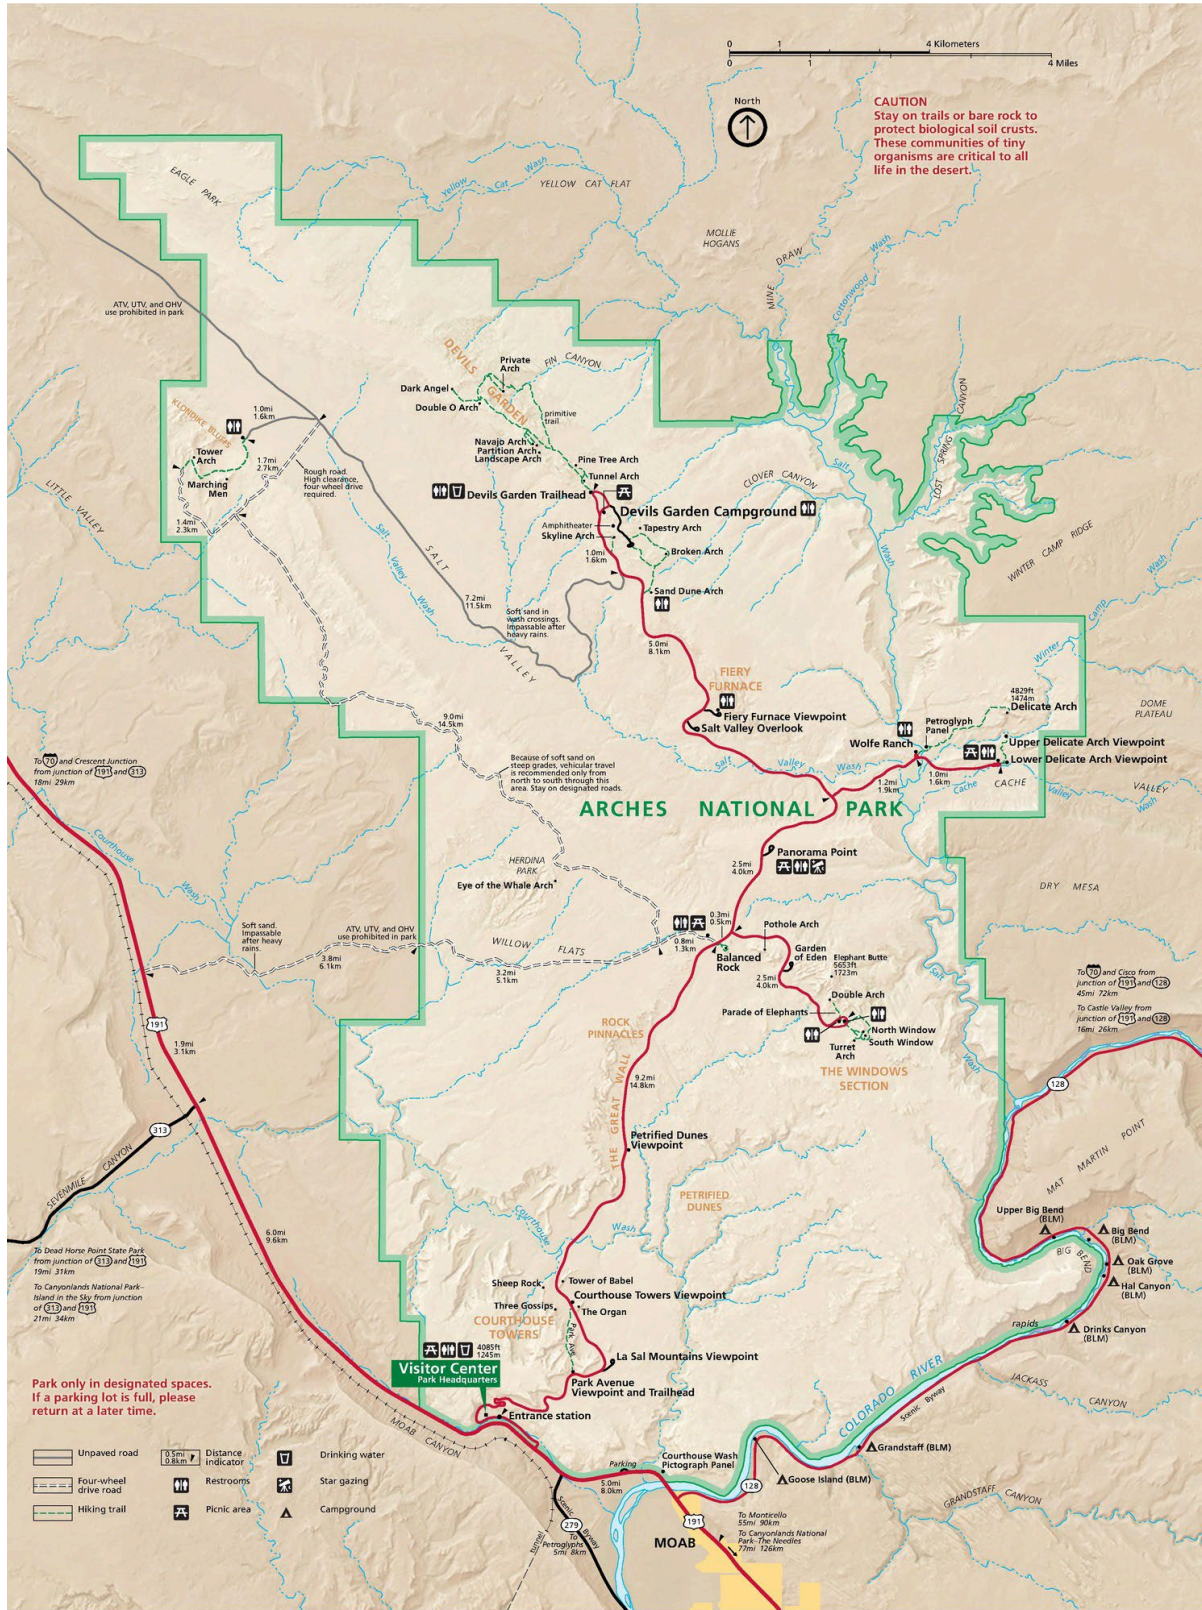 0 1 4 Kilometers
0 1 4 Miles
North
CAUTION
Stay on trails or bare rock to
protect biological soil crusts.
These communities of tiny
organisms are critical to all
life in the desert.
EAGLE PARK
Yellow Cat Wash
YELLOW CAT FLAT
MOLLIE
HOGANS
MINE DRAW
Cottonwood Wash
ATV, UTV, and OHV
use prohibited in park
DEVILS
GARDEN
Private
Arch
FIN CANYON
Dark Angel
Double O Arch
primitive
trail
Navajo Arch
Partition Arch
Landscape Arch
Pine Tree Arch
Tunnel Arch
Devils Garden Trailhead
Devils Garden Campground
Amphitheater
Skyline Arch
Tapestry Arch
Broken Arch
1.0mi
1.6km
Sand Dune Arch
KLONDIKE BLUFFS
1.0mi
1.6km
Tower
Arch
Marching
Men
1.7mi
2.7km
Rough road.
High clearance,
four-wheel drive
required.
1.4mi
2.3km
LITTLE VALLEY
Salt Valley Wash
SALT VALLEY
7.2mi
11.5km
Soft sand in
wash crossings.
Impassable after
heavy rains.
5.0mi
8.1km
CLOVER CANYON
Salt
Wash
LOST SPRING CANYON
WINTER CAMP RIDGE
Winter Camp Wash
FIERY
FURNACE
Fiery Furnace Viewpoint
Salt Valley Overlook
9.0mi
14.5km
4829ft
1474m
Delicate Arch
Petroglyph
Panel
Wolfe Ranch
Upper Delicate Arch Viewpoint
Lower Delicate Arch Viewpoint
DOME
PLATEAU
Salt Valley Wash
1.2mi
1.9km
1.0mi
1.6km
CACHE VALLEY
Cache Valley Wash
To 70 and Crescent Junction
from junction of 191 and 313
18mi 29km
Because of soft sand on
steep grades, vehicular travel
is recommended only from
north to south through this
area. Stay on designated roads.
ARCHES NATIONAL PARK
Courthouse Wash
HERDINA
PARK
Eye of the Whale Arch
2.5mi
4.0km
Panorama Point
DRY MESA
Soft sand.
Impassable
after heavy
rains.
3.8mi
6.1km
ATV, UTV, and OHV
use prohibited in park
WILLOW FLATS
3.2mi
5.1km
0.8mi
1.3km
0.3mi
0.5km
Balanced
Rock
Pothole Arch
Garden
of Eden
Elephant Butte
5653ft
1723m
2.5mi
4.0km
Double Arch
Parade of Elephants
North Window
South Window
Turret
Arch
THE WINDOWS
SECTION
Salt
Wash
To 70 and Cisco from
junction of 191 and 128
45mi 72km
To Castle Valley from
junction of 191 and 128
16mi 26km
191
1.9mi
3.1km
ROCK
PINNACLES
THE GREAT WALL
9.2mi
14.8km
128
313
SEVENMILE CANYON
Petrified Dunes
Viewpoint
PETRIFIED
DUNES
MAT MARTIN POINT
Courthouse Wash
6.0mi
9.6km
To Dead Horse Point State Park
from junction of 313 and 191
19mi 31km
To Canyonlands National Park–
Island in the Sky from junction
of 313 and 191
21mi 34km
Upper Big Bend
(BLM)
Big Bend
(BLM)
BIG BEND
Oak Grove
(BLM)
Hal Canyon
(BLM)
Drinks Canyon
(BLM)
rapids
Sheep Rock
Tower of Babel
Courthouse Towers Viewpoint
Three Gossips
The Organ
COURTHOUSE
TOWERS
Park Ave
La Sal Mountains Viewpoint
Park Avenue
Viewpoint and Trailhead
4085ft
1245m
Visitor Center
Park Headquarters
Entrance station
COLORADO RIVER
Scenic Byway
JACKASS CANYON
Park only in designated spaces.
If a parking lot is full, please
return at a later time.
MOAB CANYON
Grandstaff (BLM)
Courthouse Wash
Pictograph Panel
Parking
5.0mi
8.0km
Goose Island (BLM)
128
GRANDSTAFF CANYON
Unpaved road
Four-wheel
drive road
Hiking trail
0.5mi
0.8km
Distance
indicator
Restrooms
Picnic area
Drinking water
Star gazing
Campground
tunnel
Scenic Byway
279
To
Petroglyphs
5mi 8km
MOAB
191
To Monticello
55mi 90km
To Canyonlands National
Park–The Needles
77mi 126km